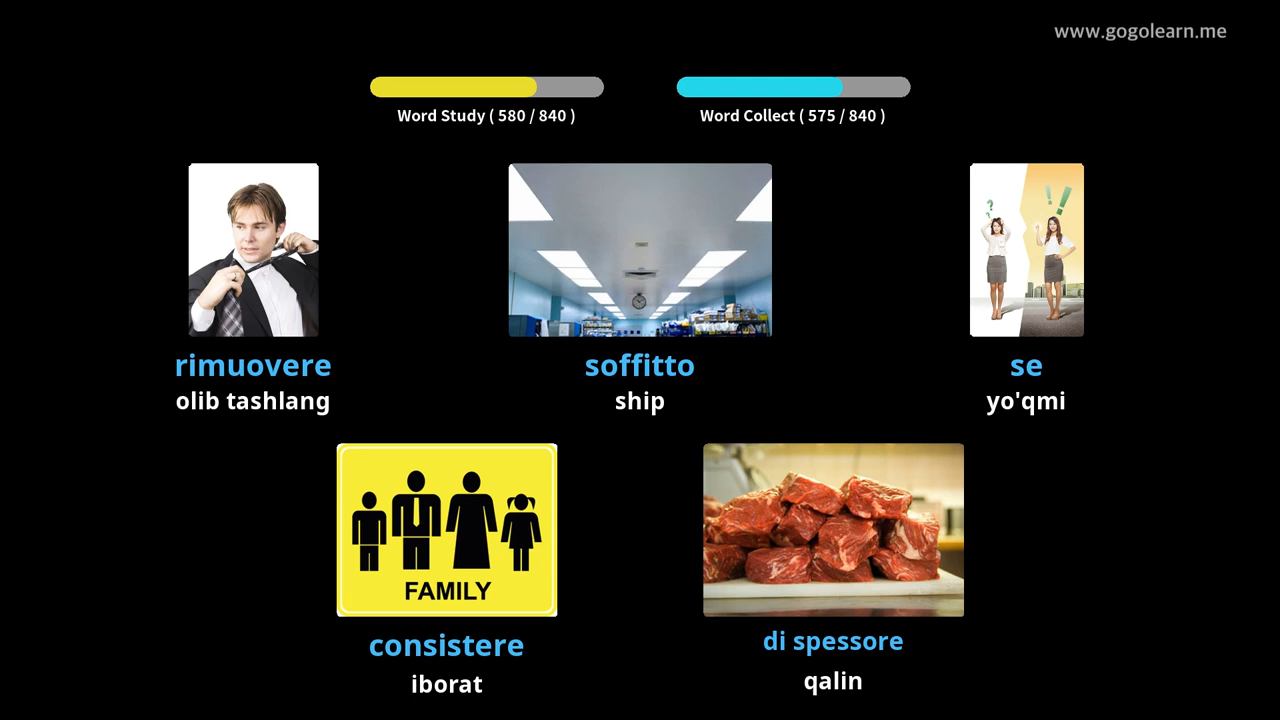 www.gogolearn.me
Word Study ( 580 / 840 )
Word Collect ( 575 / 840 )
rimuovere
olib tashlang
soffitto
ship
se
yo'qmi
FAMILY
consistere
iborat
di spessore
qalin